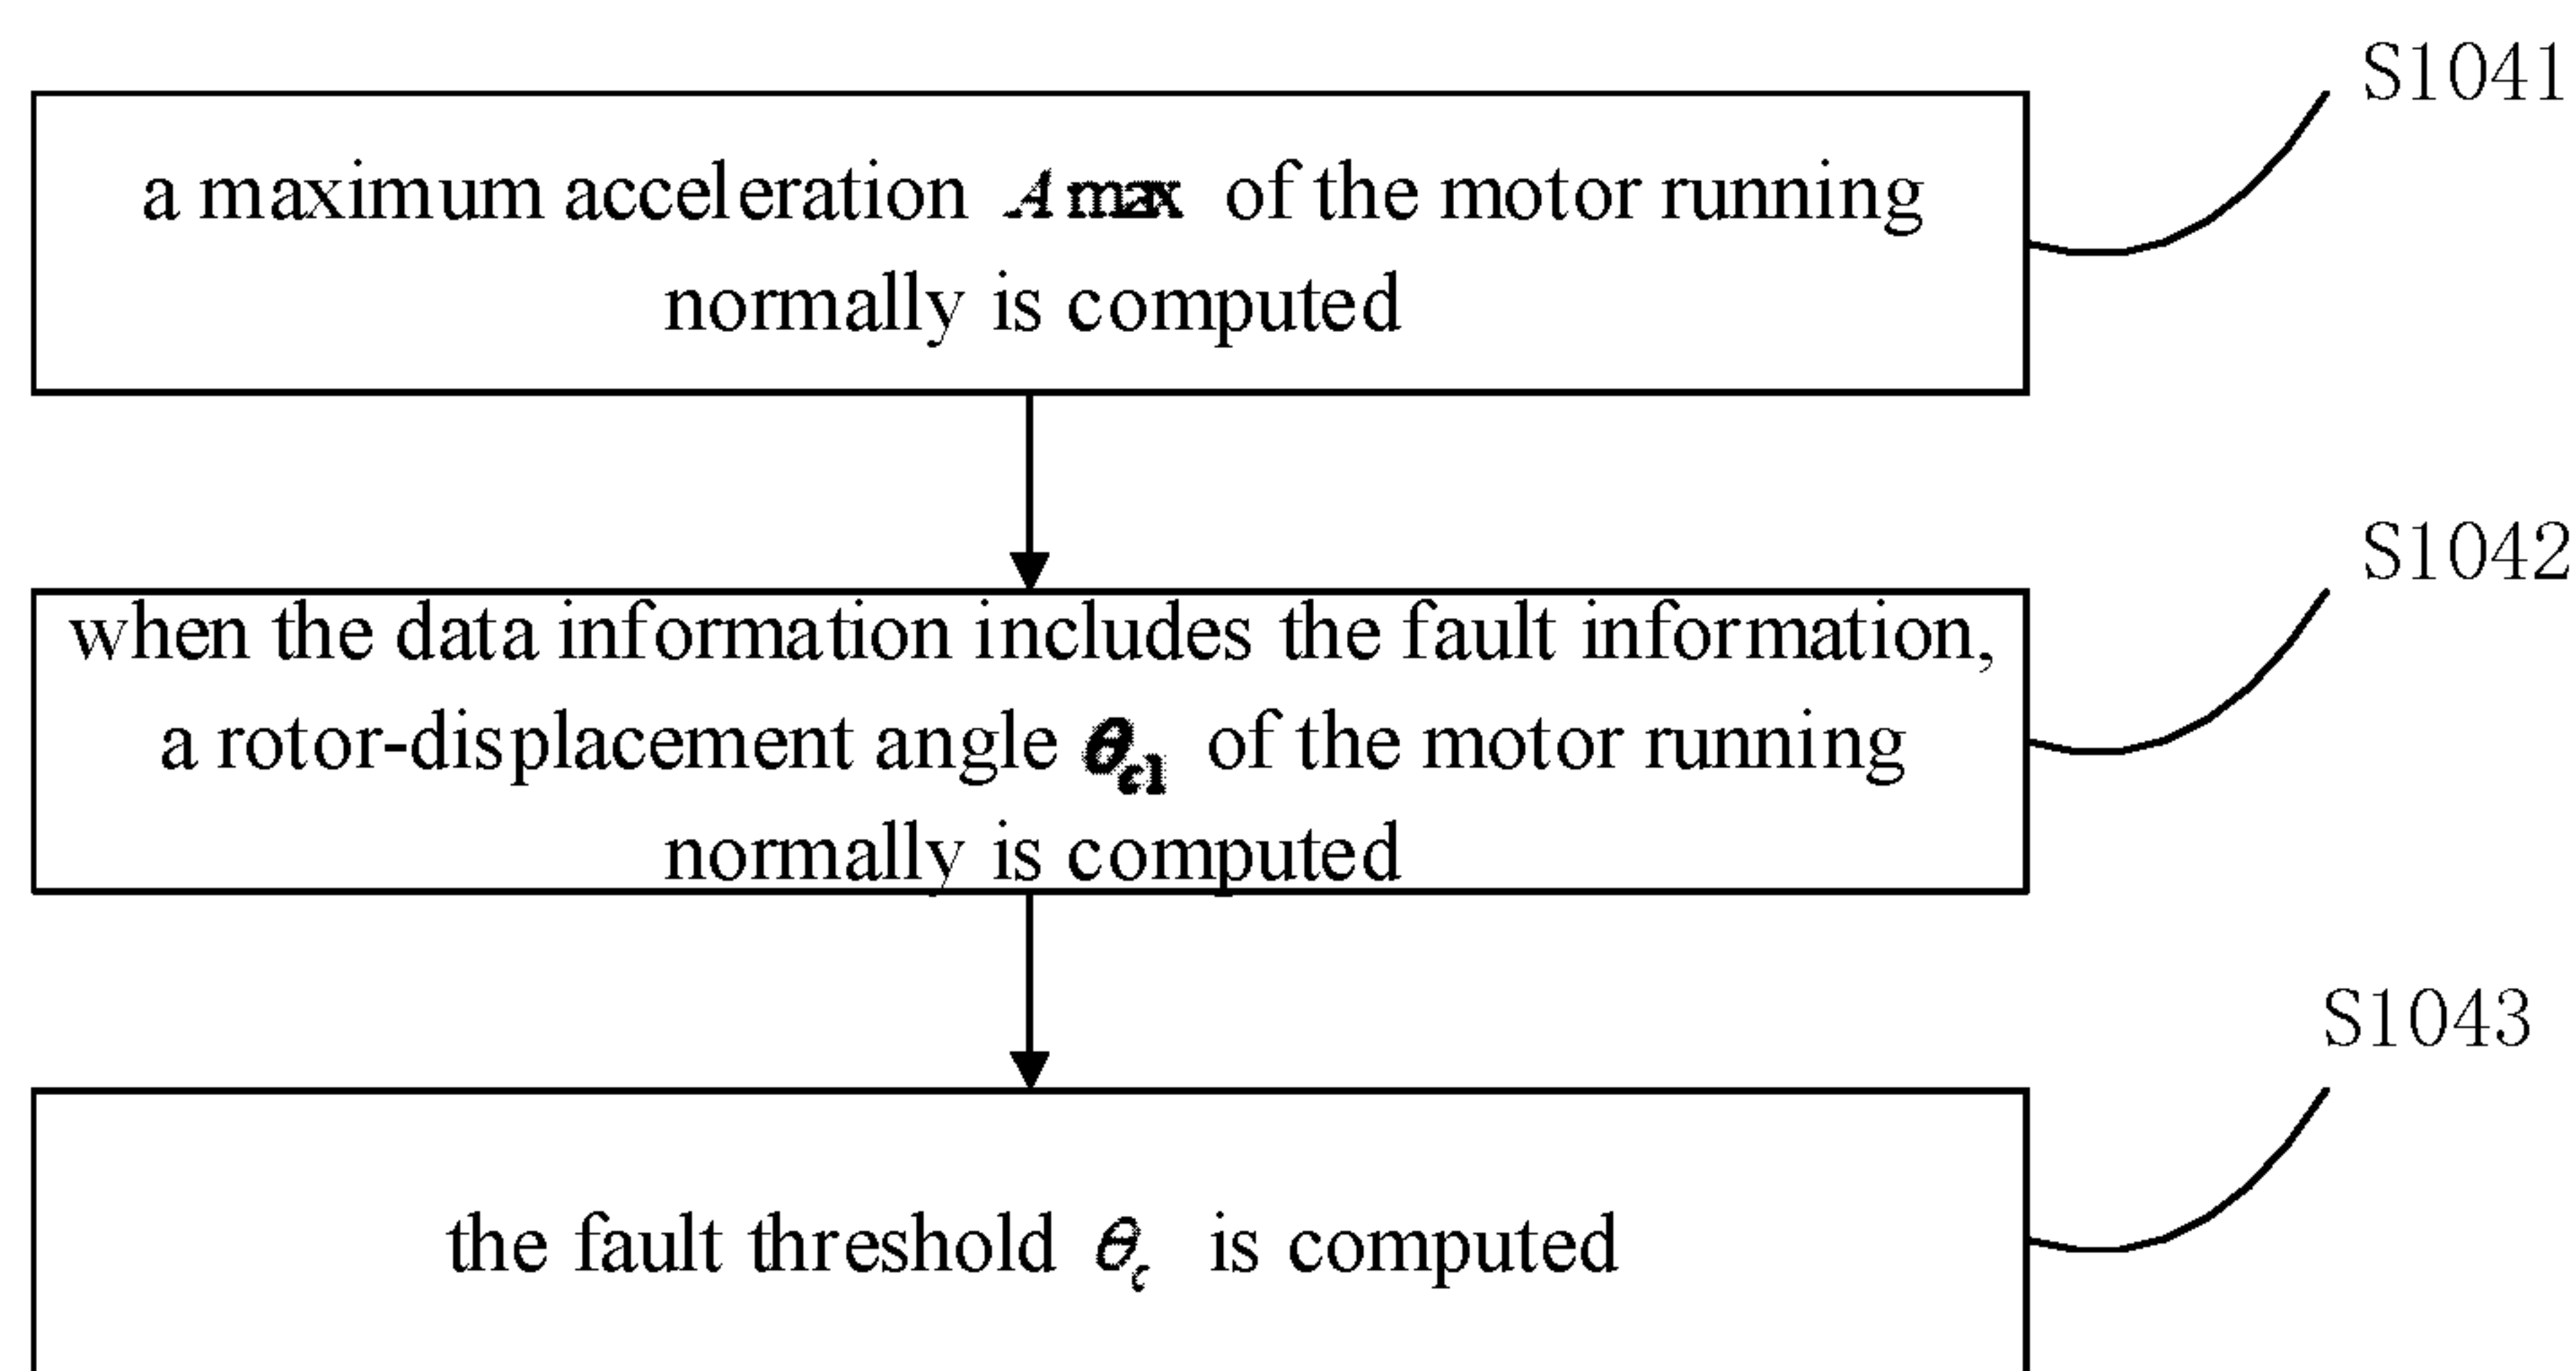 S1041
a maximum acceleration Amax of the motor running
normally is computed
S1042
when the data information includes the fault information,
a rotor-displacement angle θc1 of the motor running
normally is computed
S1043
the fault threshold θc is computed